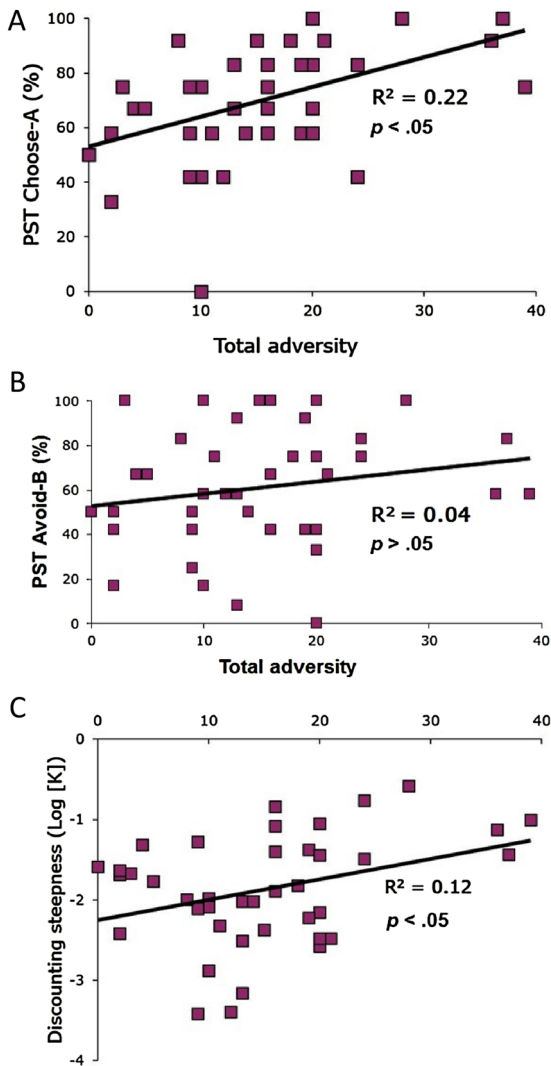 A
PST Choose-A (%)
100
80
60
40
20
0
R² = 0.22
p < .05
0 10 20 30 40
Total adversity
B
PST Avoid-B (%)
100
80
60
40
20
0
R² = 0.04
p > .05
0 10 20 30 40
Total adversity
C
Discounting steepness (Log [K])
0 10 20 30 40
-1
-2
-3
-4
R² = 0.12
p < .05